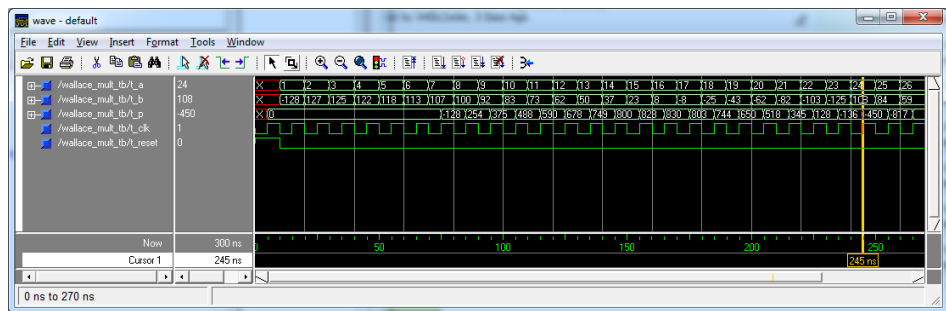 wave - default
File Edit View Insert Format Tools Window
/wallace_mult_tb/t_a 24 X 1 2 3 4 5 6 7 8 9 10 11 12 13 14 15 16 17 18 19 20 21 22 23 24 25 26
/wallace_mult_tb/t_b 108 X -128 127 125 122 118 113 107 100 92 83 73 62 50 37 23 8 -8 -25 -43 -62 -82 -103 -125 108 84 59
/wallace_mult_tb/t_p -450 X 0 -128 254 375 488 590 678 749 800 828 830 803 744 650 518 345 128 -136 -450 -817
/wallace_mult_tb/t_clk 1
/wallace_mult_tb/t_reset 0
Now 300 ns 50 100 150 200 250
Cursor 1 245 ns 245 ns
0 ns to 270 ns